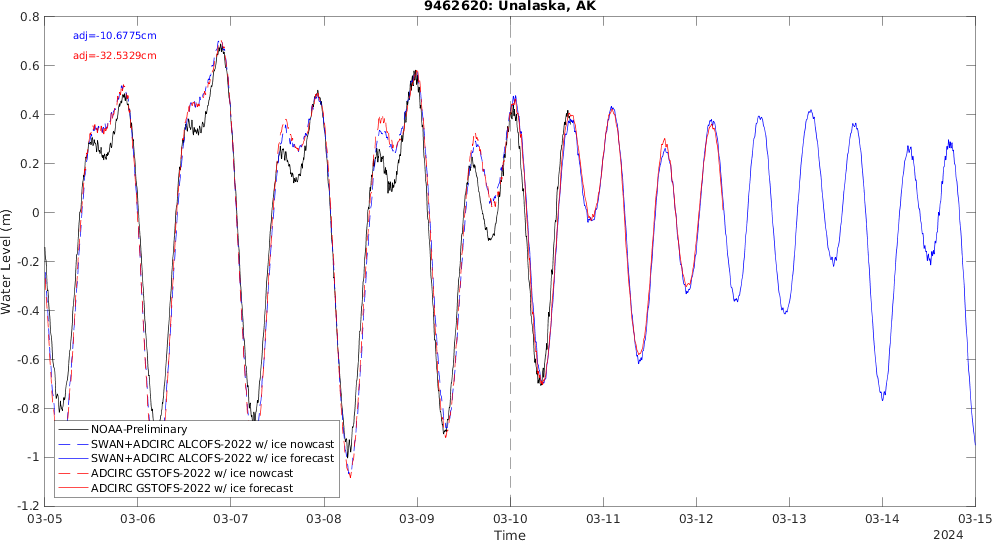 9462620: Unalaska, AK
adj=-10.6775cm
adj=-32.5329cm
Water Level (m)
0.8
0.6
0.4
0.2
0
-0.2
-0.4
-0.6
-0.8
-1
-1.2
NOAA-Preliminary
SWAN+ADCIRC ALCOFS-2022 w/ ice nowcast
SWAN+ADCIRC ALCOFS-2022 w/ ice forecast
ADCIRC GSTOFS-2022 w/ ice nowcast
ADCIRC GSTOFS-2022 w/ ice forecast
03-05 03-06 03-07 03-08 03-09 03-10 03-11 03-12 03-13 03-14 03-15
Time
2024